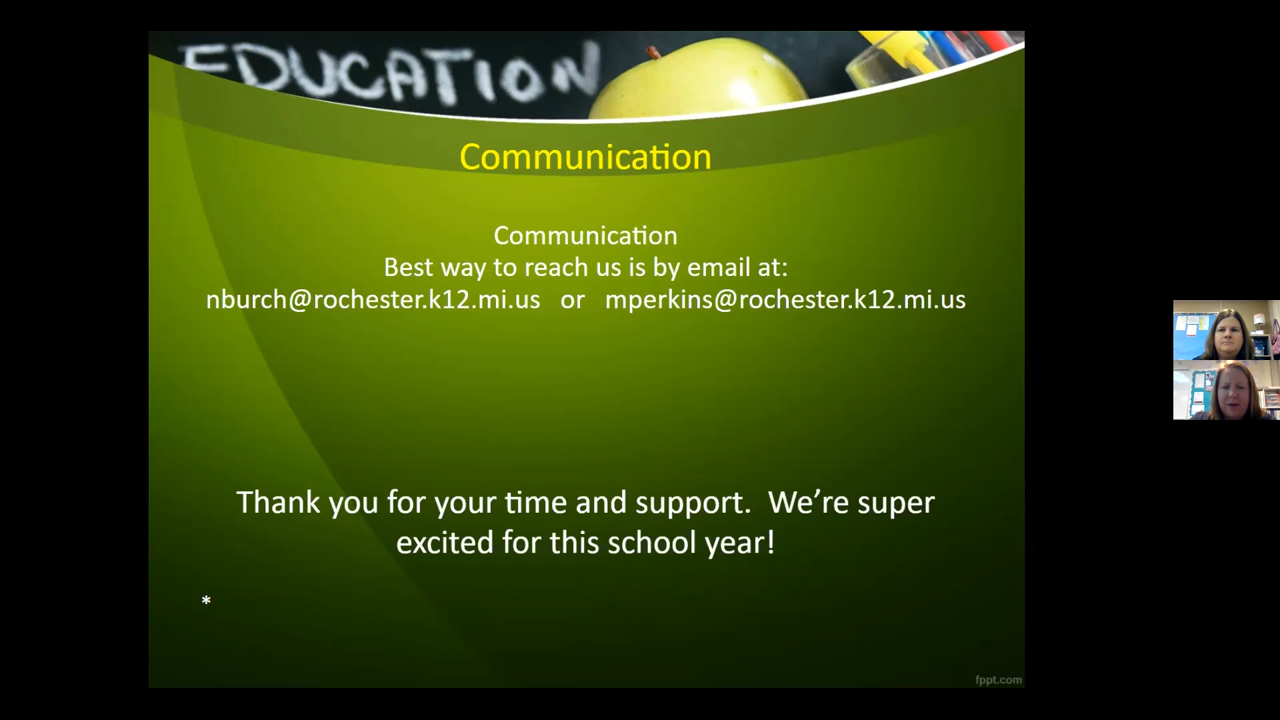 EDUCATION
Communication
Communication
Best way to reach us is by email at:
nburch@rochester.k12.mi.us or mperkins@rochester.k12.mi.us
Thank you for your time and support. We're super
excited for this school year!
*
fppt.com